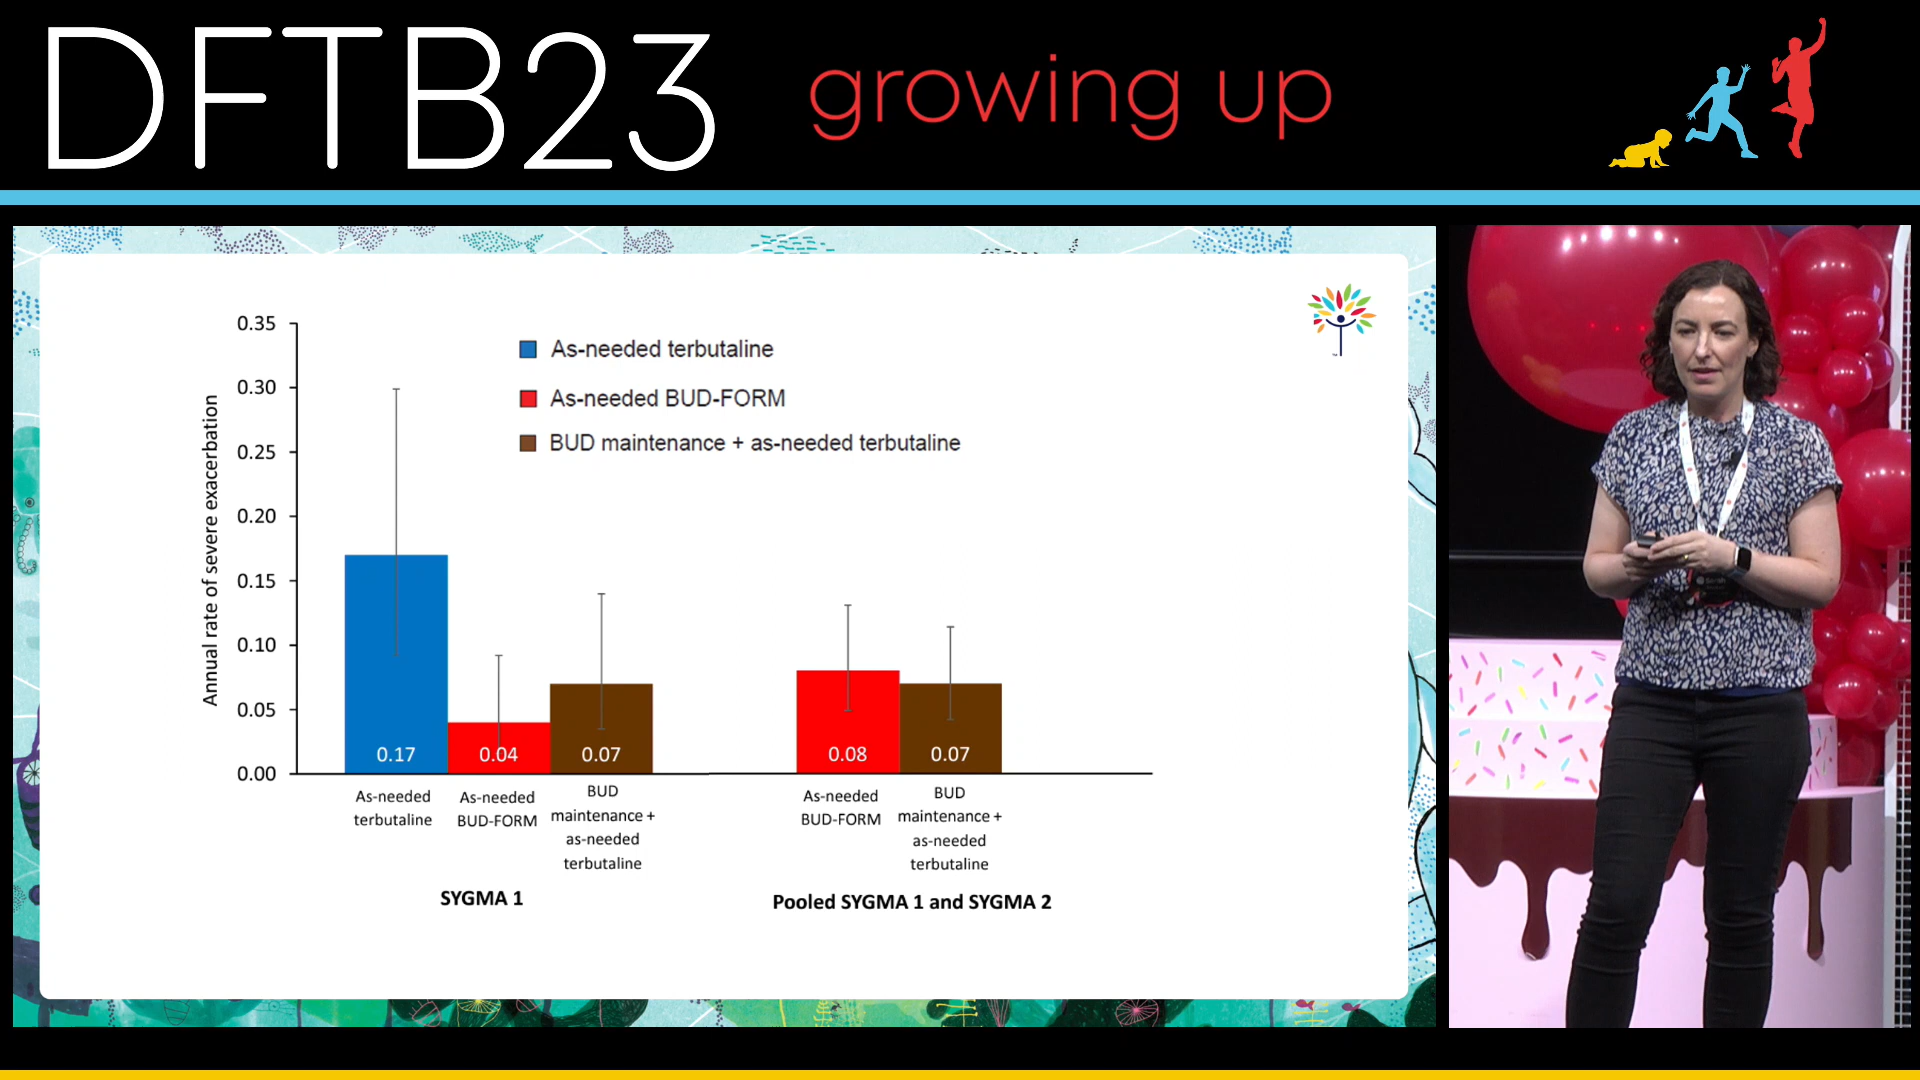 DFTB23
growing up
0.35
0.30
0.25
0.20
0.15
0.10
0.05
0.00
Annual rate of severe exacerbation
As-needed terbutaline
As-needed BUD-FORM
BUD maintenance + as-needed terbutaline
0.17
0.04
0.07
0.08
0.07
As-needed
terbutaline
As-needed
BUD-FORM
BUD
maintenance +
as-needed
terbutaline
As-needed
BUD-FORM
BUD
maintenance +
as-needed
terbutaline
SYGMA 1
Pooled SYGMA 1 and SYGMA 2